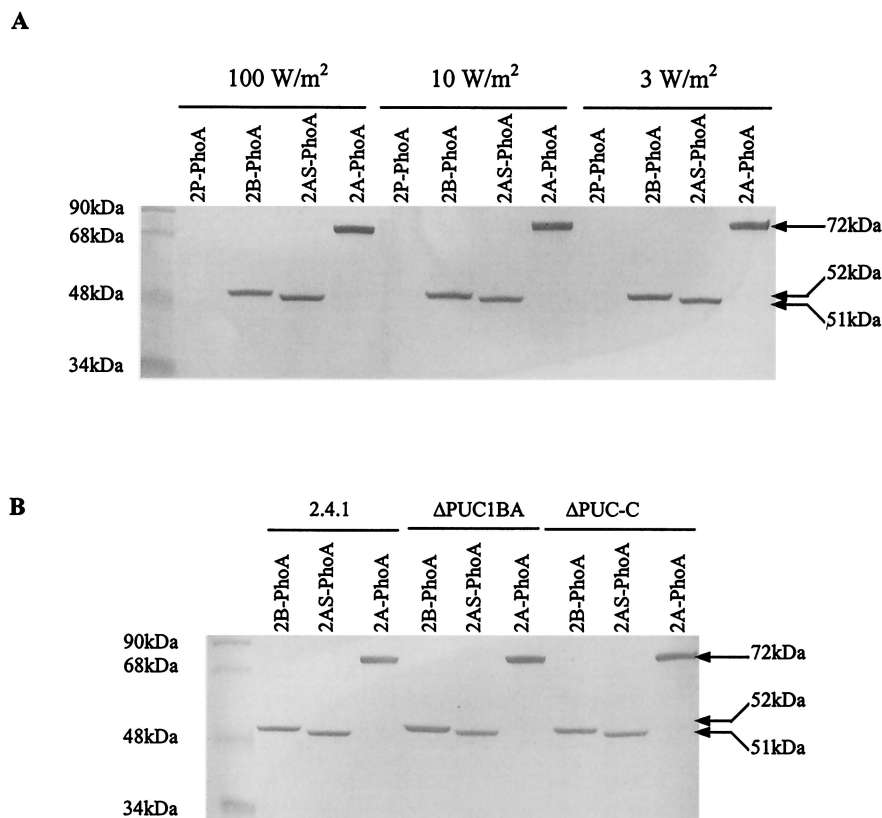 A
100 W/m²
10 W/m²
3 W/m²
2P-PhoA
2B-PhoA
2AS-PhoA
2A-PhoA
2P-PhoA
2B-PhoA
2AS-PhoA
2A-PhoA
2P-PhoA
2B-PhoA
2AS-PhoA
2A-PhoA
90kDa
68kDa
48kDa
34kDa
72kDa
52kDa
51kDa
B
2.4.1
ΔPUC1BA
ΔPUC-C
2B-PhoA
2AS-PhoA
2A-PhoA
2B-PhoA
2AS-PhoA
2A-PhoA
2B-PhoA
2AS-PhoA
2A-PhoA
90kDa
68kDa
48kDa
34kDa
72kDa
52kDa
51kDa